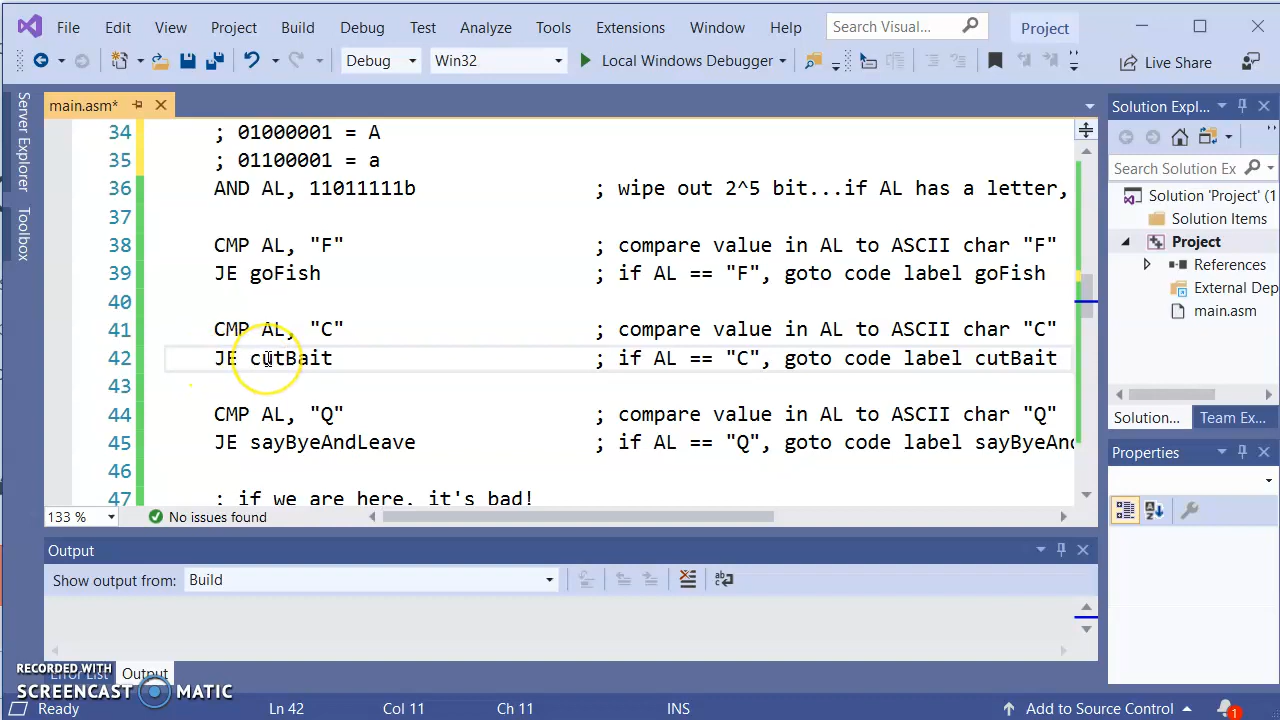 File Edit View Project Build Debug Test Tools Extensions Window Help Search Visual... Project
Debug Win32 Local Windows Debugger Live Share
Server Explorer
Toolbox
main.asm*
34 ; 01000001 = A
35 ; 01100001 = a
36 AND AL, 11011111b ; wipe out 2^5 bit...if AL has a letter,
37
38 CMP AL, "F" ; compare value in AL to ASCII char "F"
39 JE goFish ; if AL == "F", goto code label goFish
40
41 CMP AL, "C" ; compare value in AL to ASCII char "C"
42 JE cutBait ; if AL == "C", goto code label cutBait
43
44 CMP AL, "Q" ; compare value in AL to ASCII char "Q"
45 JE sayByeAndLeave ; if AL == "Q", goto code label sayByeAnd
46
47 ; if we are here, it's bad!
133 % No issues found
Solution Expl...
Search Solution Ex
Solution 'Project' (1
Solution Items
Project
References
External Dep
main.asm
Solution... Team Ex...
Properties
Output
Show output from: Build
Error List Output
RECORDED WITH
SCREENCAST MATIC
Ready Ln 42 Col 11 Ch 11 INS Add to Source Control 1